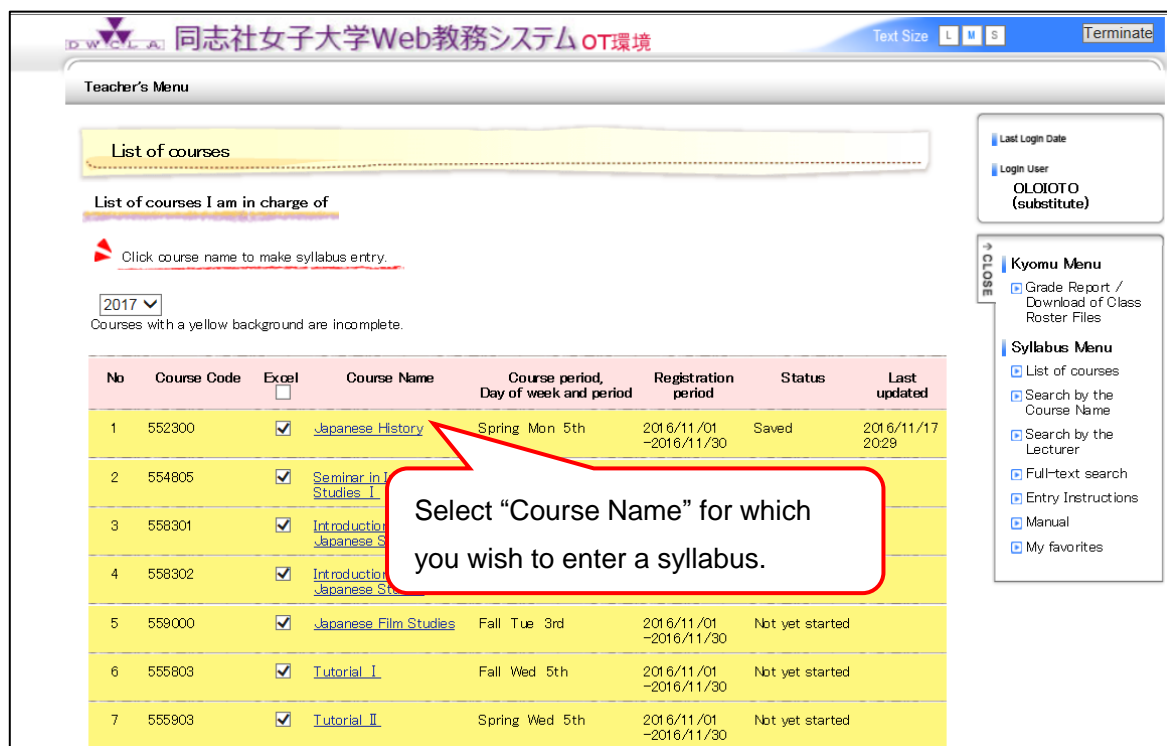 D W C L A 同志社女子大学Web教務システム OT環境
Text Size L M S
Terminate
Teacher's Menu
List of courses
List of courses I am in charge of
Click course name to make syllabus entry.
2017
Courses with a yellow background are incomplete.
No Course Code Excel Course Name Course period, Day of week and period Registration period Status Last updated
1 552300 Japanese History Spring Mon 5th 2016/11/01 -2016/11/30 Saved 2016/11/17 20:29
2 554805 Seminar in Studies I
3 558301 Introduction Japanese
4 558302 Introduction Japanese
5 559000 Japanese Film Studies Fall Tue 3rd 2016/11/01 -2016/11/30 Not yet started
6 555803 Tutorial I Fall Wed 5th 2016/11/01 -2016/11/30 Not yet started
7 555903 Tutorial II Spring Wed 5th 2016/11/01 -2016/11/30 Not yet started
Select “Course Name” for which
you wish to enter a syllabus.
Last Login Date
Login User
OLOIOTO
(substitute)
CLOSE
Kyomu Menu
Grade Report /
Download of Class
Roster Files
Syllabus Menu
List of courses
Search by the
Course Name
Search by the
Lecturer
Full-text search
Entry Instructions
Manual
My favorites